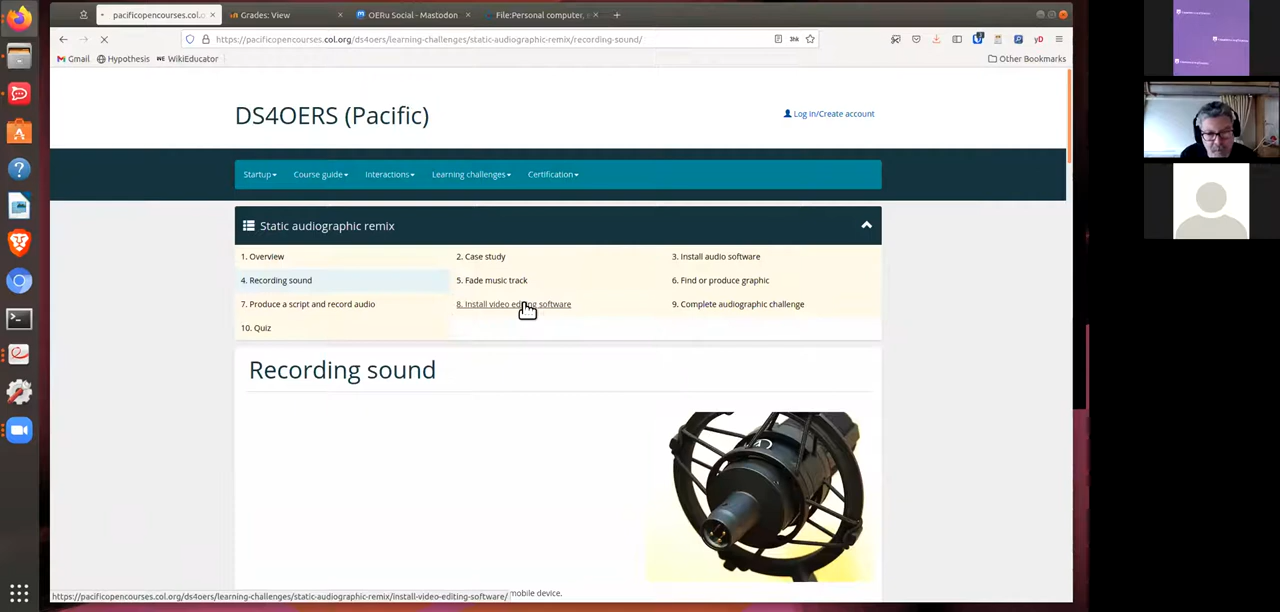 pacificopencourses.col.o
Grades: View
OERu Social - Mastodon
File:Personal computer,
https://pacificopencourses.col.org/ds4oers/learning-challenges/static-audiographic-remix/recording-sound/
Gmail
Hypothesis
WE WikiEducator
Other Bookmarks
DS4OERS (Pacific)
Log in/Create account
Startup
Course guide
Interactions
Learning challenges
Certification
Static audiographic remix
1. Overview
2. Case study
3. Install audio software
4. Recording sound
5. Fade music track
6. Find or produce graphic
7. Produce a script and record audio
8. Install video editing software
9. Complete audiographic challenge
10. Quiz
Recording sound
https://pacificopencourses.col.org/ds4oers/learning-challenges/static-audiographic-remix/install-video-editing-software/
mobile device.